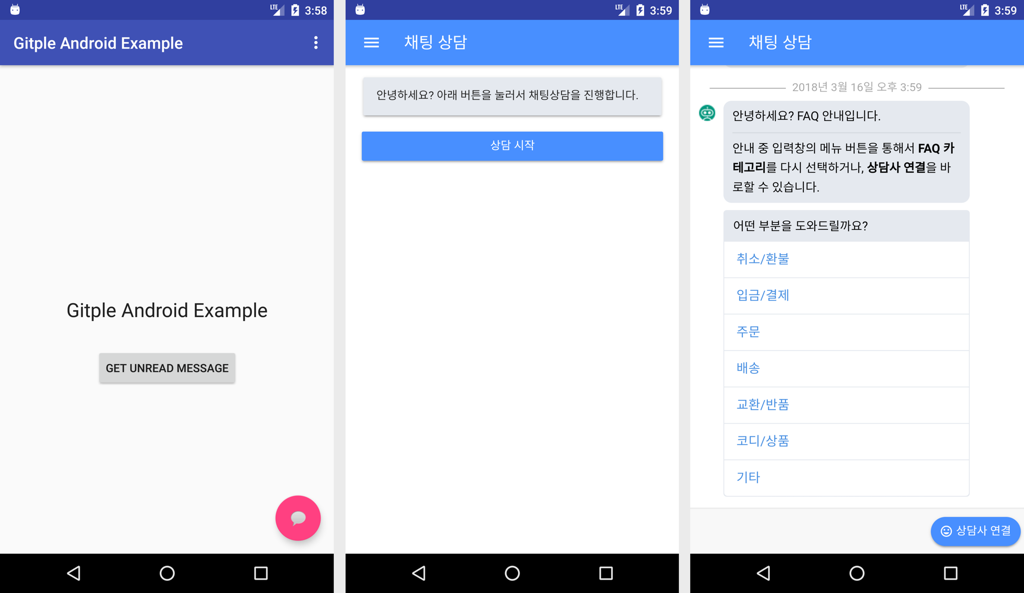 LTE 3:58
Gitple Android Example
Gitple Android Example
GET UNREAD MESSAGE
LTE 3:59
채팅 상담
안녕하세요? 아래 버튼을 눌러서 채팅상담을 진행합니다.
상담 시작
LTE 3:59
채팅 상담
2018년 3월 16일 오후 3:59
안녕하세요? FAQ 안내입니다.
안내 중 입력창의 메뉴 버튼을 통해서 FAQ 카
테고리를 다시 선택하거나, 상담사 연결을 바
로할 수 있습니다.
어떤 부분을 도와드릴까요?
취소/환불
입금/결제
주문
배송
교환/반품
코디/상품
기타
상담사 연결